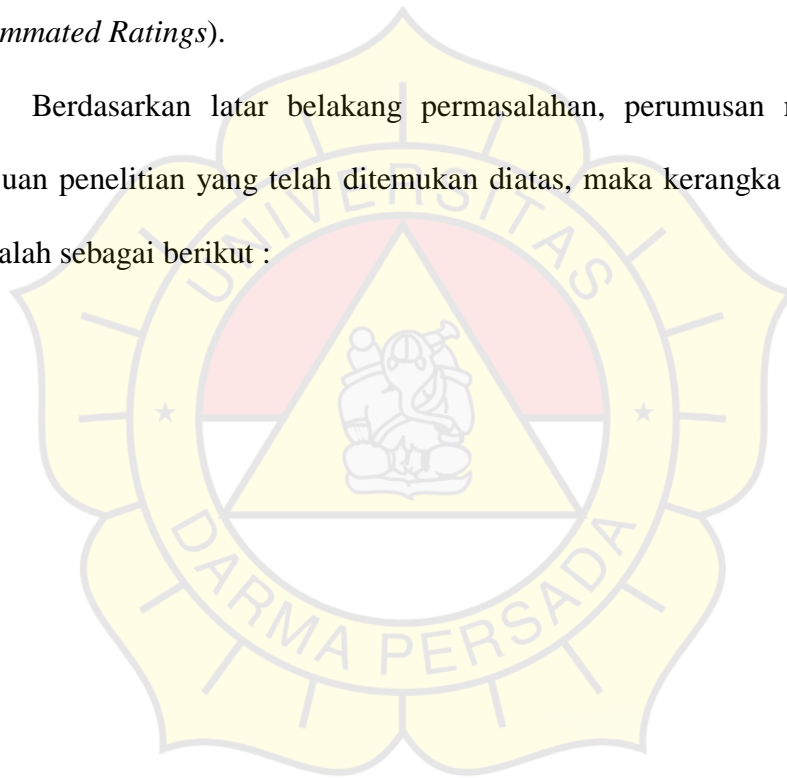 mmated Ratings).
Berdasarkan latar belakang permasalahan, perumusan
uan penelitian yang telah ditemukan diatas, maka kerangka
alah sebagai berikut :
UNIVERSITAS
DARMA PERSADA